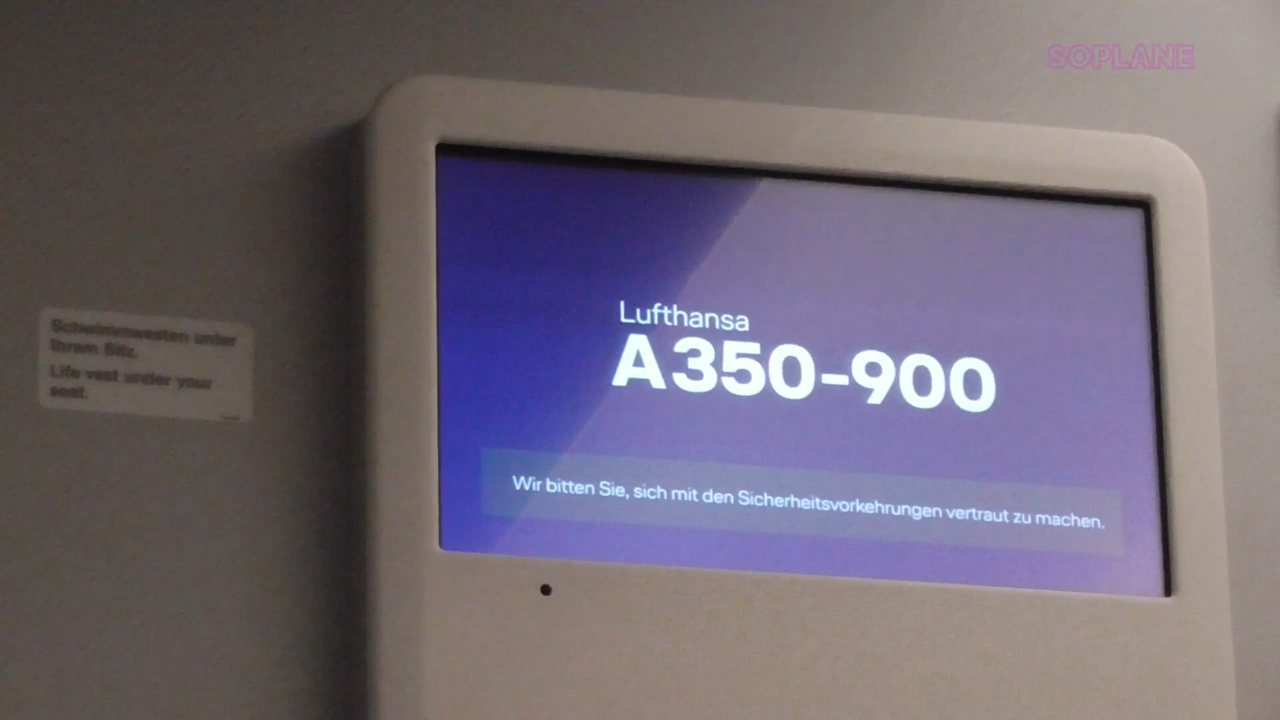 SOPLANE
Lufthansa
A350-900
Wir bitten Sie, sich mit den Sicherheitsvorkehrungen vertraut zu machen.
Schwimmwesten unter
Ihrem Sitz.
Life vest under your
seat.